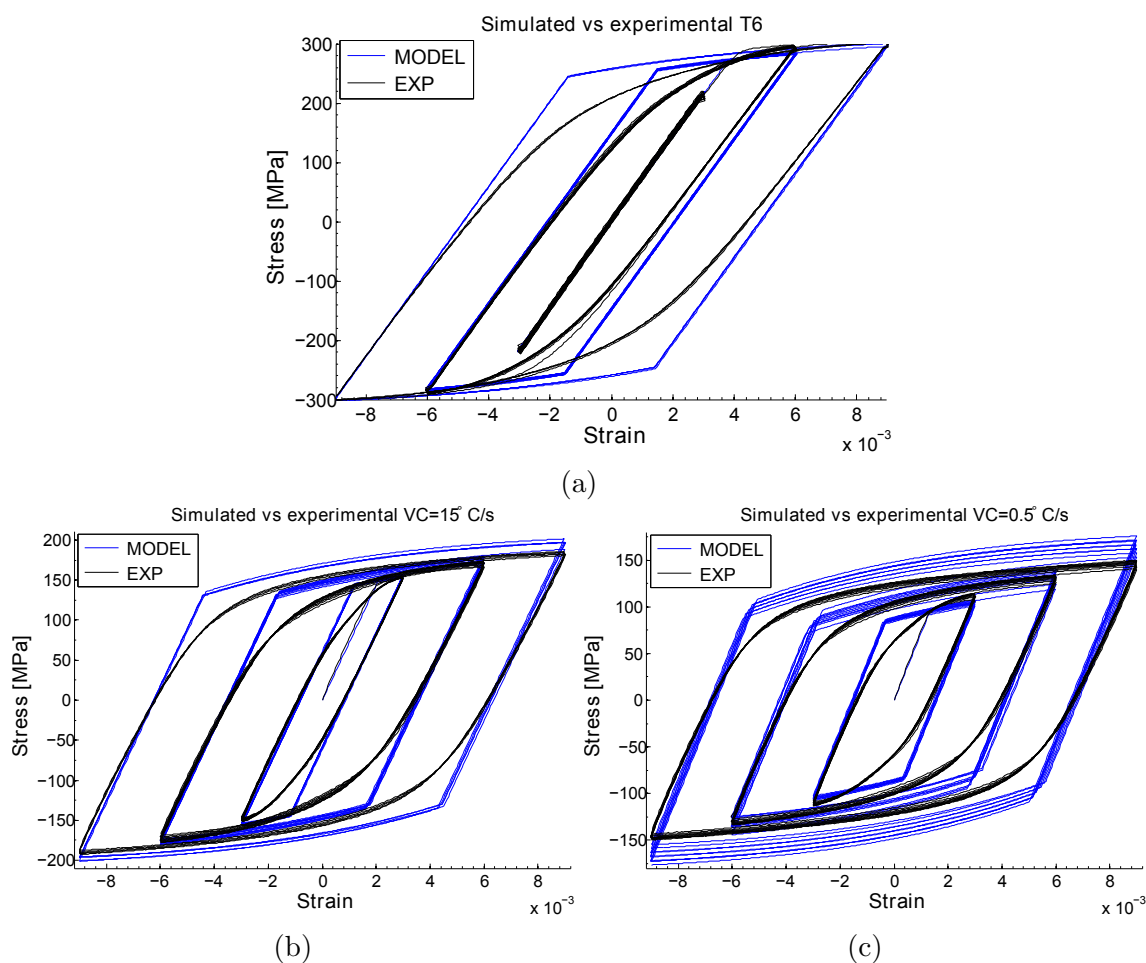 Simulated vs experimental T6
MODEL
EXP
Stress [MPa]
300
200
100
0
−100
−200
−300
−8 −6 −4 −2 0 2 4 6 8
Strain
x 10⁻³
(a)
Simulated vs experimental VC=15° C/s
MODEL
EXP
Stress [MPa]
200
150
100
50
0
−50
−100
−150
−200
−8 −6 −4 −2 0 2 4 6 8
Strain
x 10⁻³
(b)
Simulated vs experimental VC=0.5° C/s
MODEL
EXP
Stress [MPa]
150
100
50
0
−50
−100
−150
−8 −6 −4 −2 0 2 4 6 8
Strain
x 10⁻³
(c)